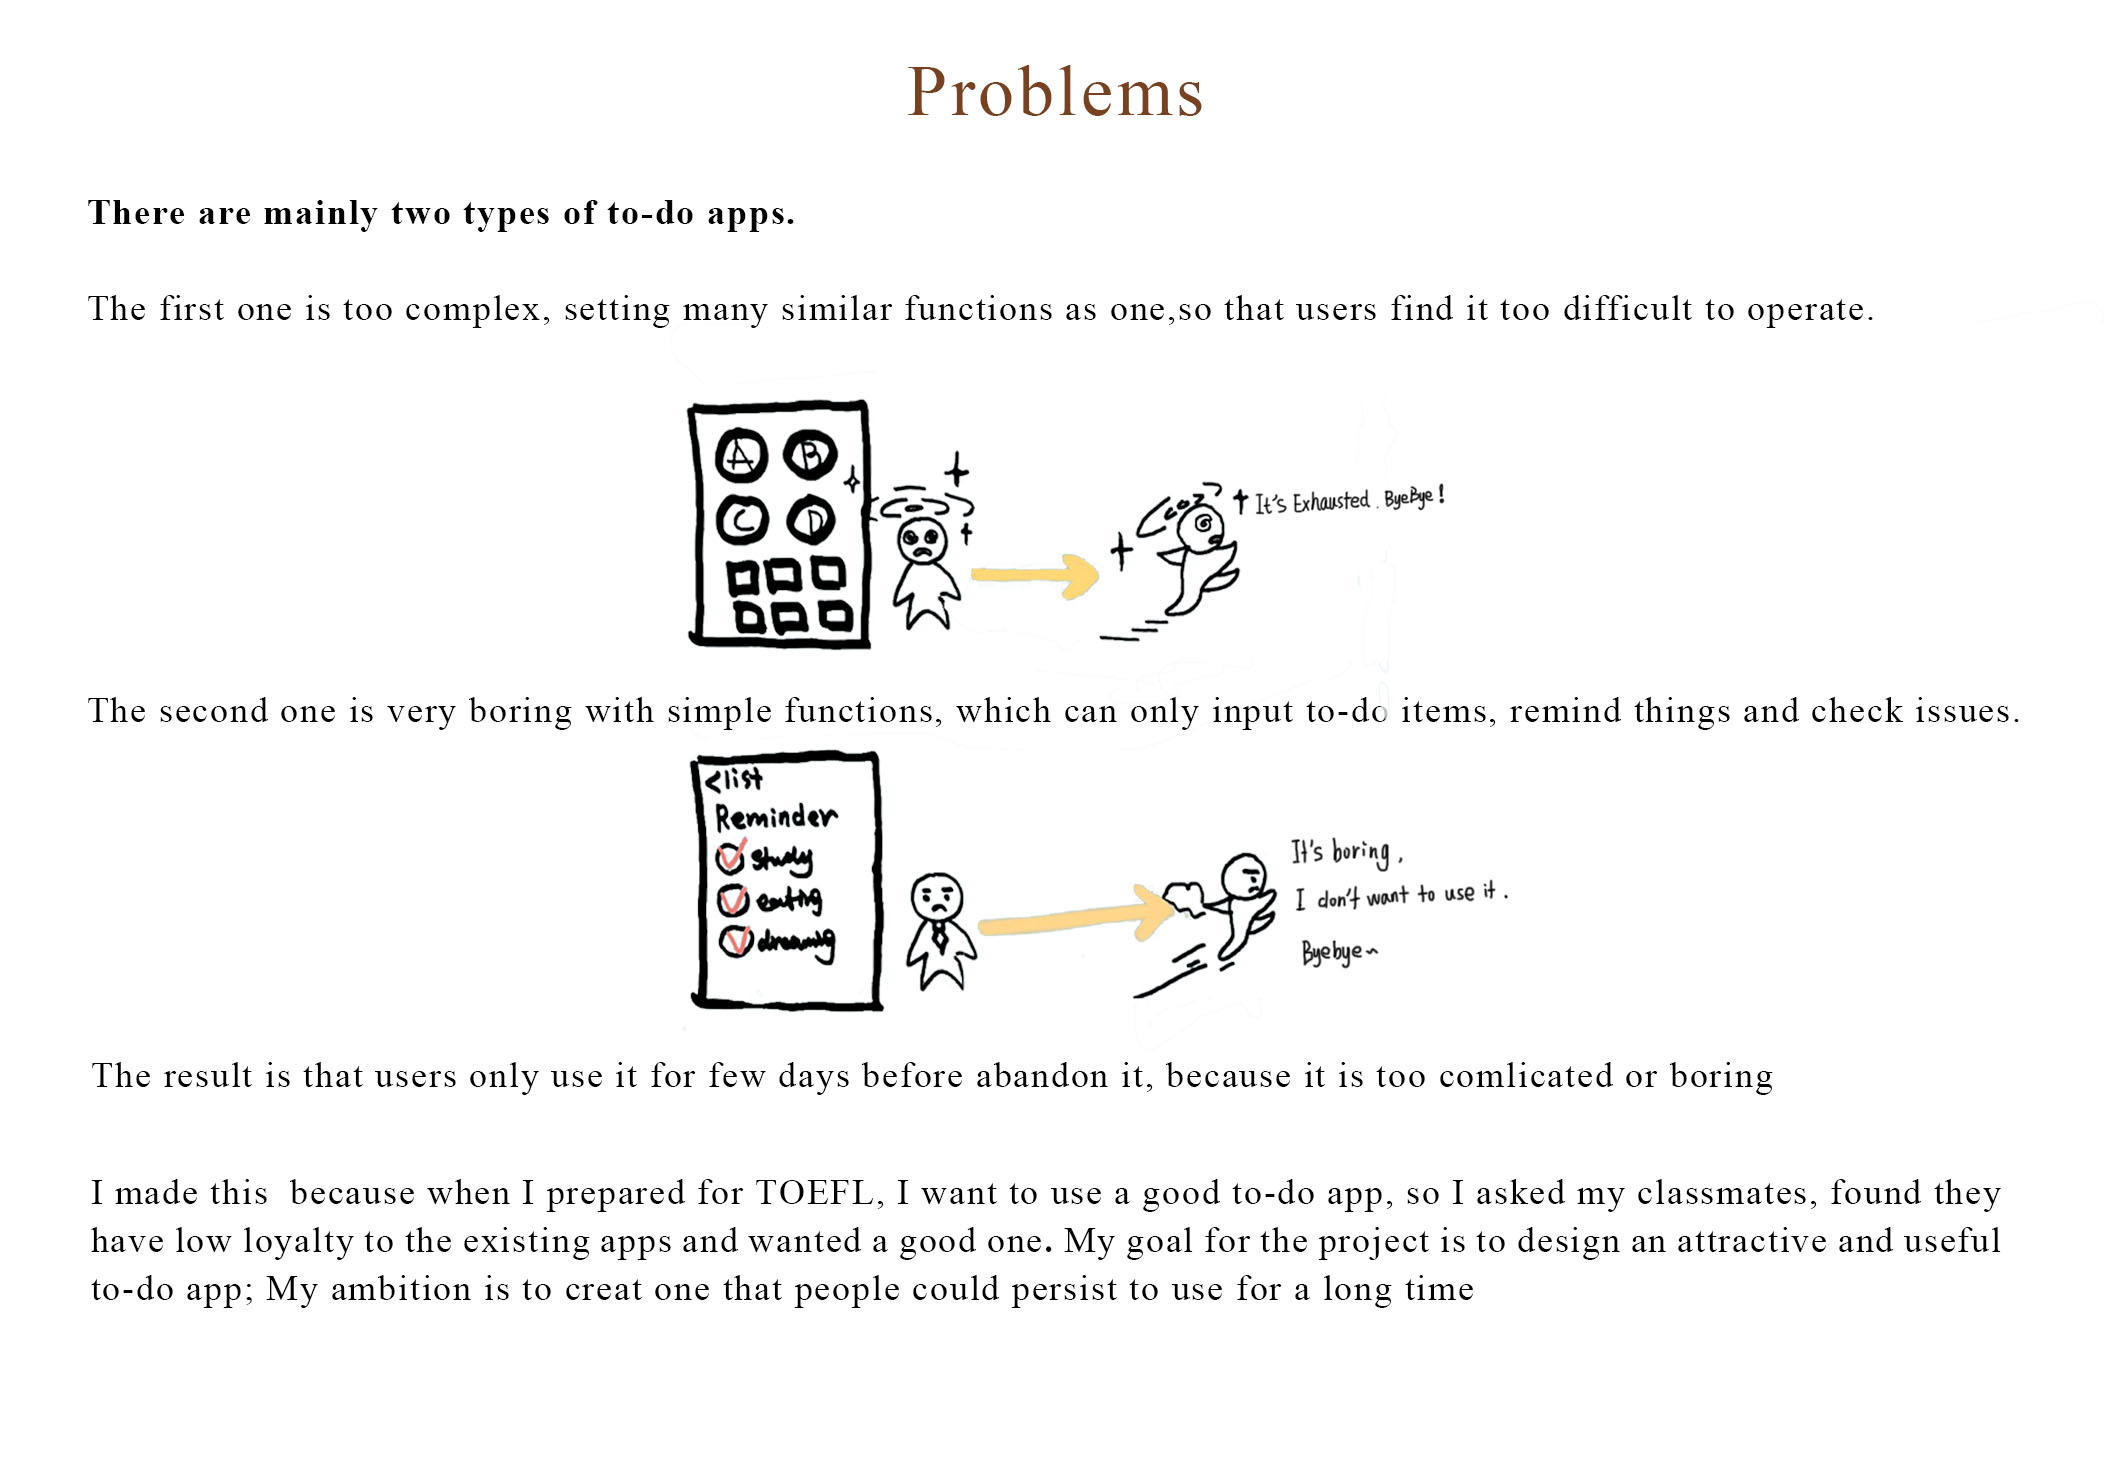 Problems
There are mainly two types of to-do apps.
The first one is too complex, setting many similar functions as one,so that users find it too difficult to operate.
A B
C D
It's Exhausted. ByeBye!
The second one is very boring with simple functions, which can only input to-do items, remind things and check issues.
<list
Reminder
study
eating
dreaming
It's boring,
I don't want to use it.
Byebye~
The result is that users only use it for few days before abandon it, because it is too comlicated or boring
I made this  because when I prepared for TOEFL, I want to use a good to-do app, so I asked my classmates, found they
have low loyalty to the existing apps and wanted a good one. My goal for the project is to design an attractive and useful
to-do app; My ambition is to creat one that people could persist to use for a long time